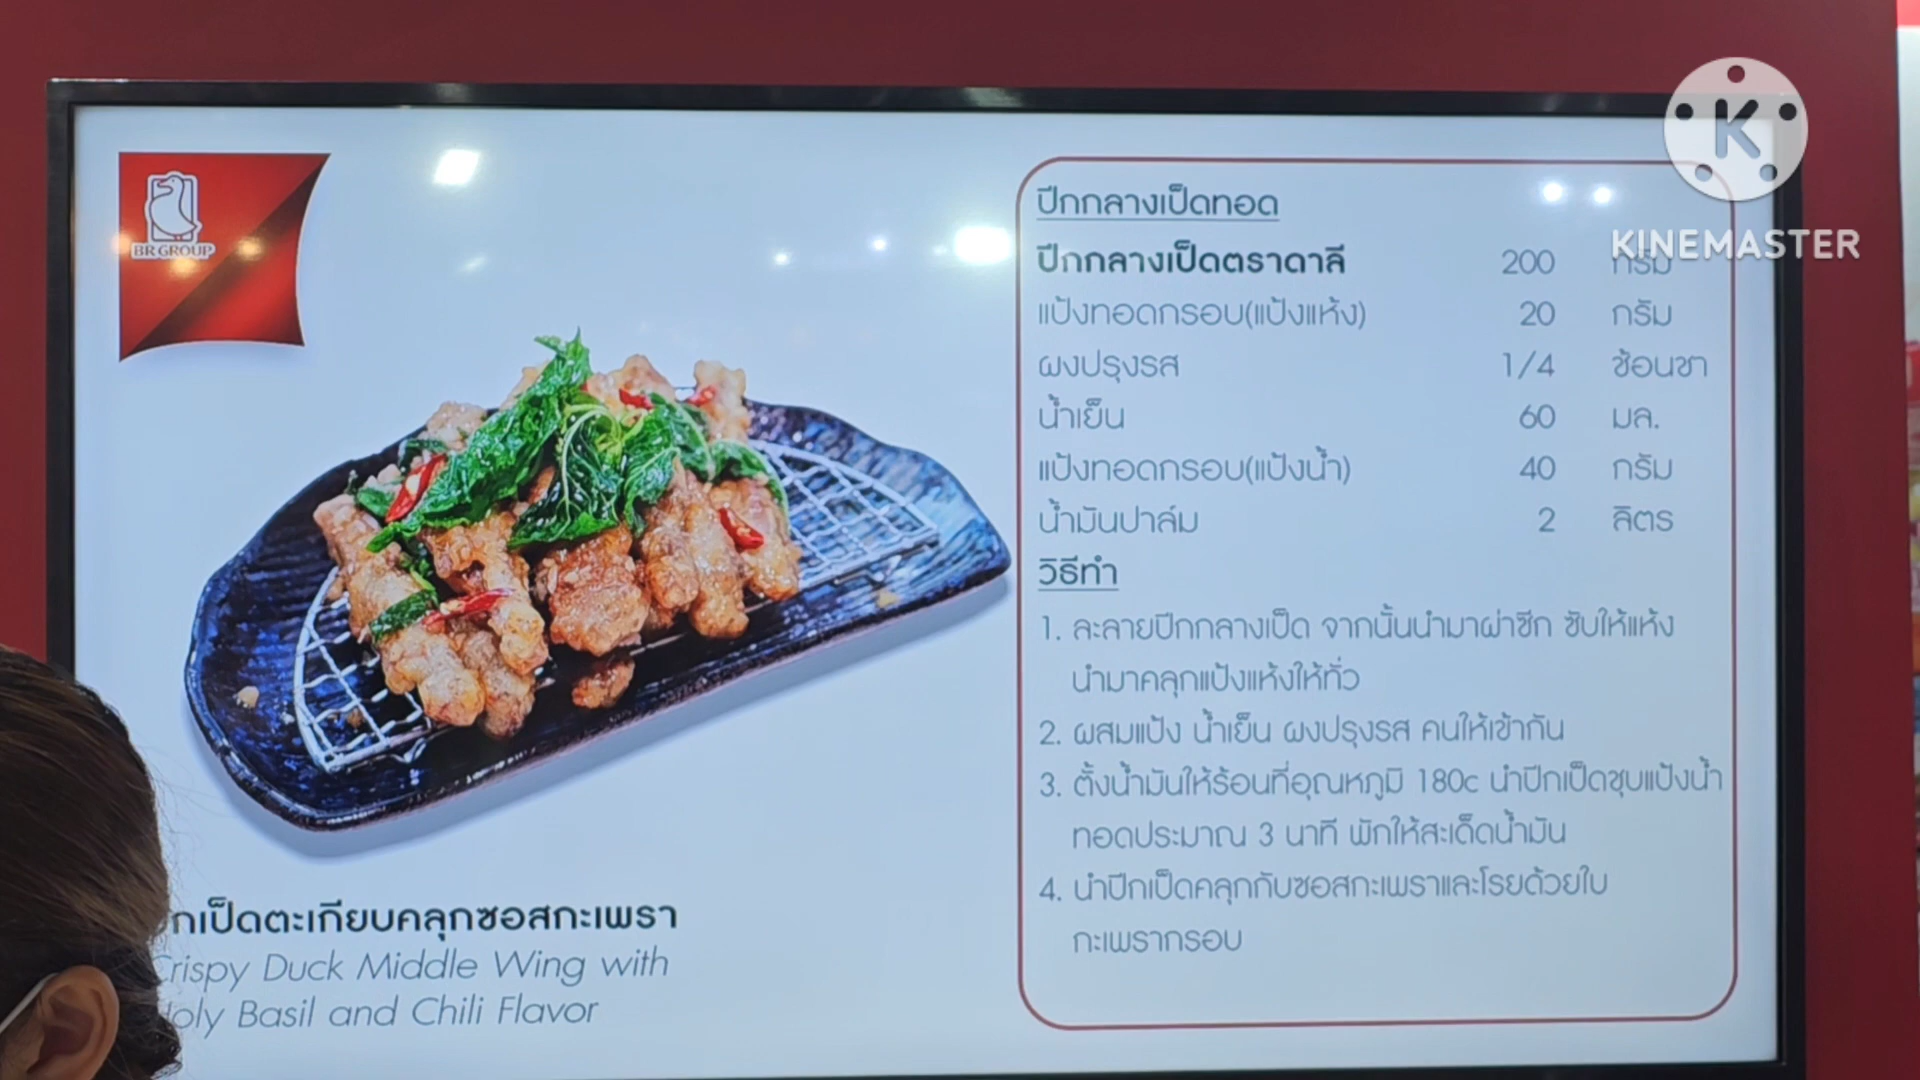 BR GROUP
KINEMASTER
ปีกกลางเป็ดทอด
ปีกกลางเป็ดตราดาลี 200 กรัม
แป้งทอดกรอบ(แป้งแห้ง) 20 กรัม
ผงปรุงรส 1/4 ช้อนชา
น้ำเย็น 60 มล.
แป้งทอดกรอบ(แป้งน้ำ) 40 กรัม
น้ำมันปาล์ม 2 ลิตร
วิธีทำ
1. ละลายปีกกลางเป็ด จากนั้นนำมาผ่าซีก ซับให้แห้ง
นำมาคลุกแป้งแห้งให้ทั่ว
2. ผสมแป้ง น้ำเย็น ผงปรุงรส คนให้เข้ากัน
3. ตั้งน้ำมันให้ร้อนที่อุณหภูมิ 180c นำปีกเป็ดชุบแป้งน้ำ
ทอดประมาณ 3 นาที พักให้สะเด็ดน้ำมัน
4. นำปีกเป็ดคลุกกับซอสกะเพราและโรยด้วยใบ
กะเพรากรอบ
กเป็ดตะเกียบคลุกซอสกะเพรา
Crispy Duck Middle Wing with
oly Basil and Chili Flavor